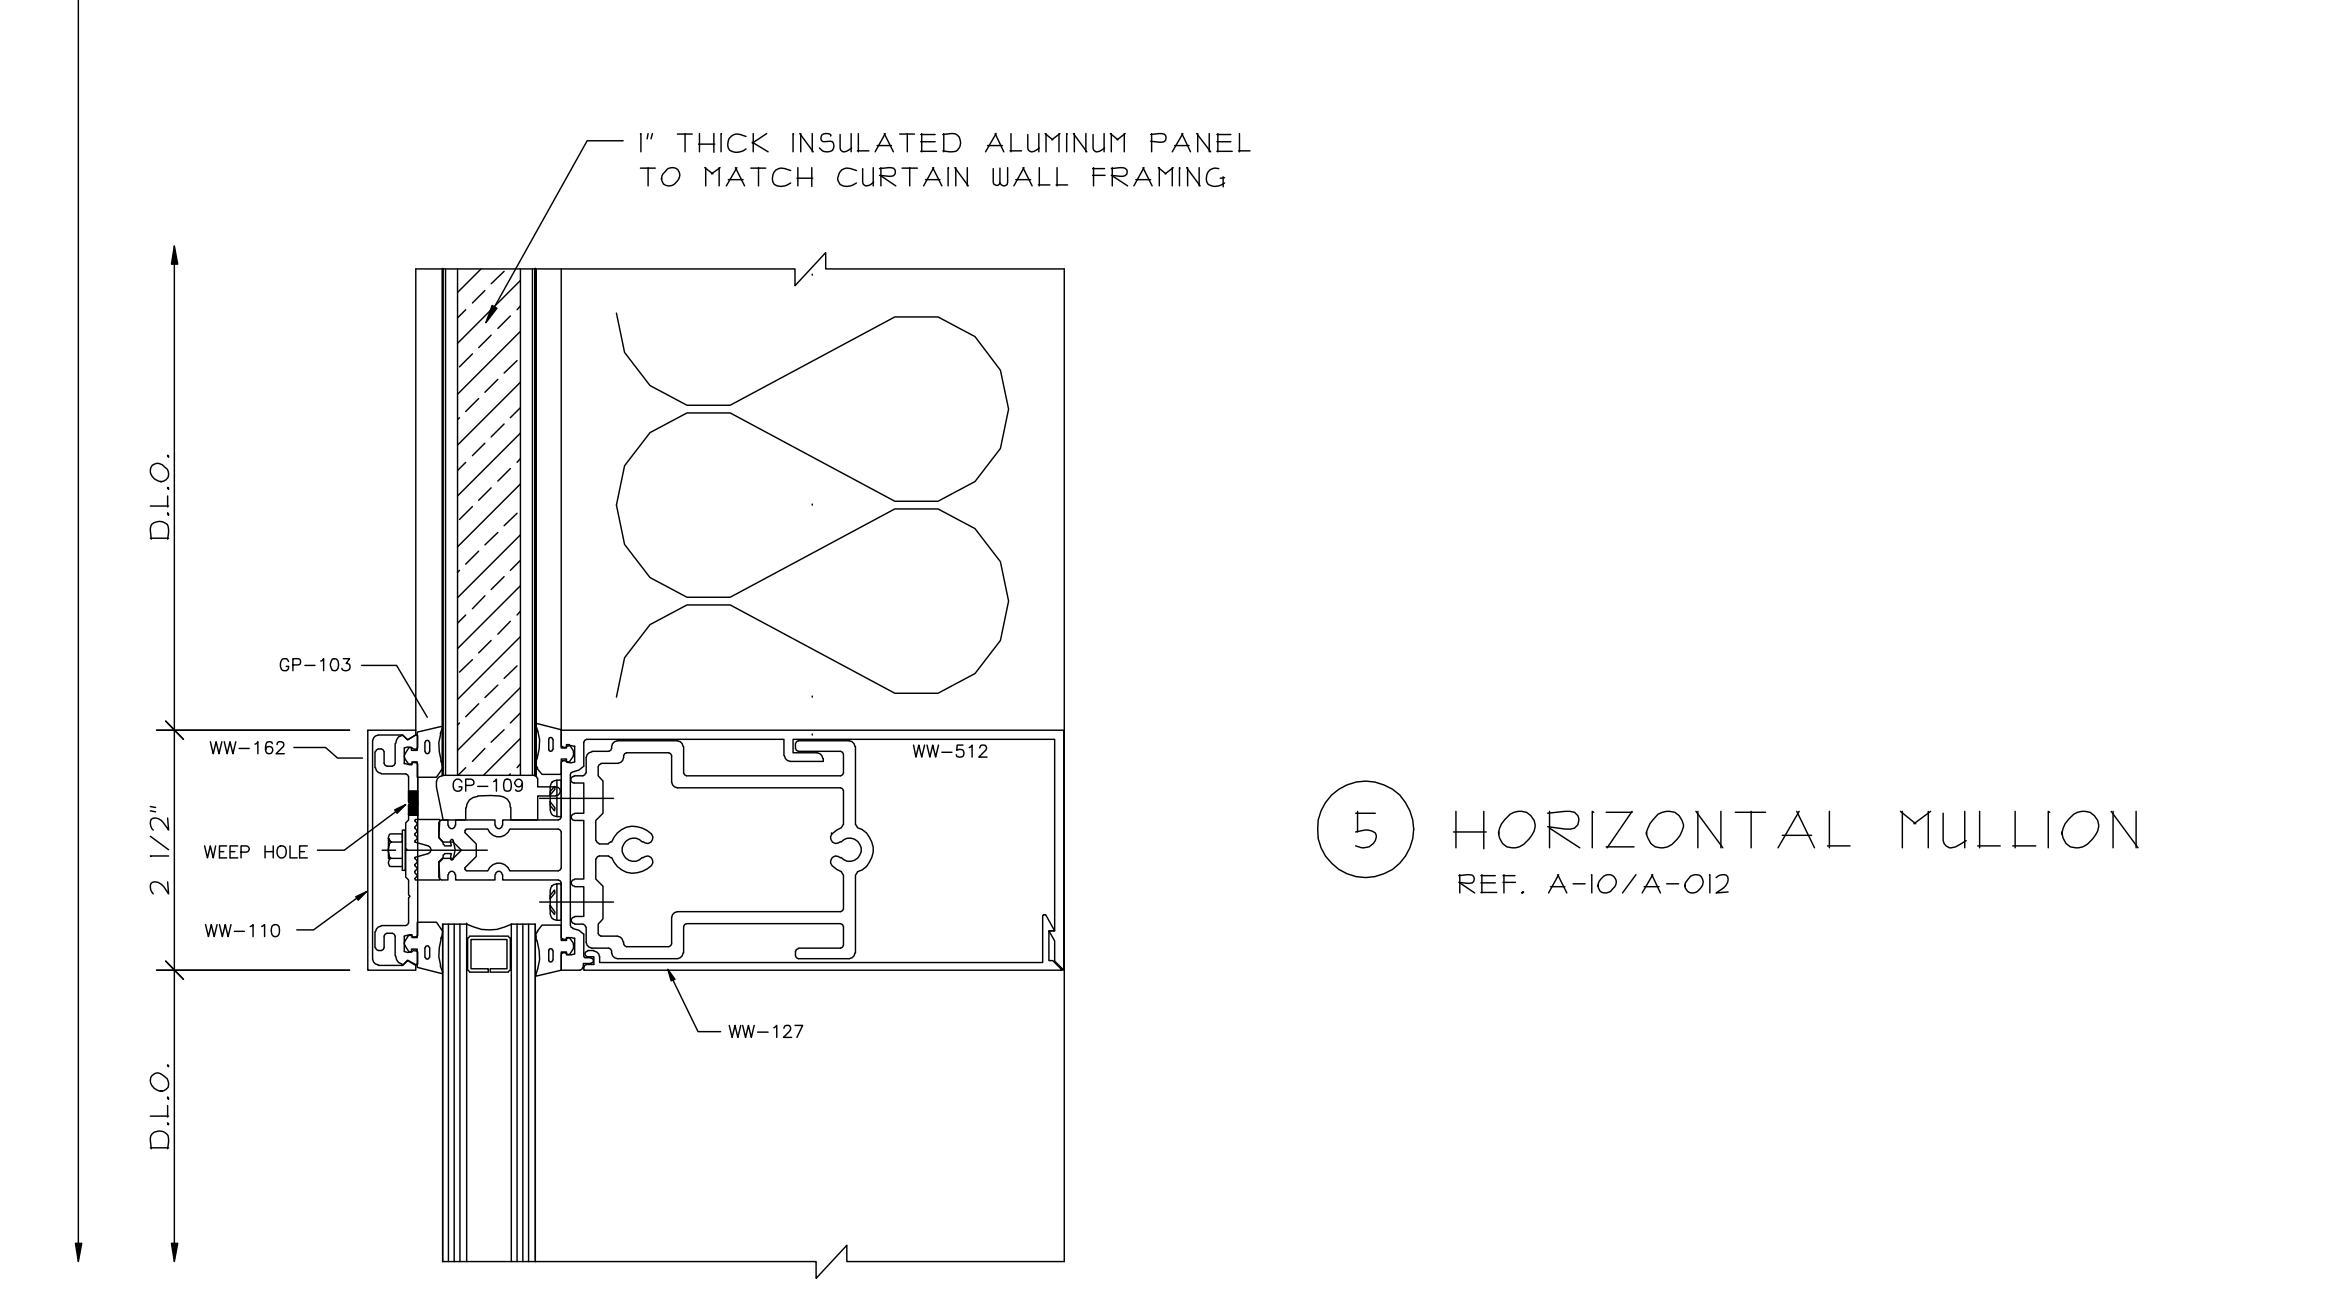 1" THICK INSULATED ALUMINUM PANEL
TO MATCH CURTAIN WALL FRAMING
D.L.O.
GP-103
WW-162
WW-512
GP-109
2 1/2"
WEEP HOLE
WW-110
WW-127
D.L.O.
5 HORIZONTAL MULLION
REF. A-10/A-012